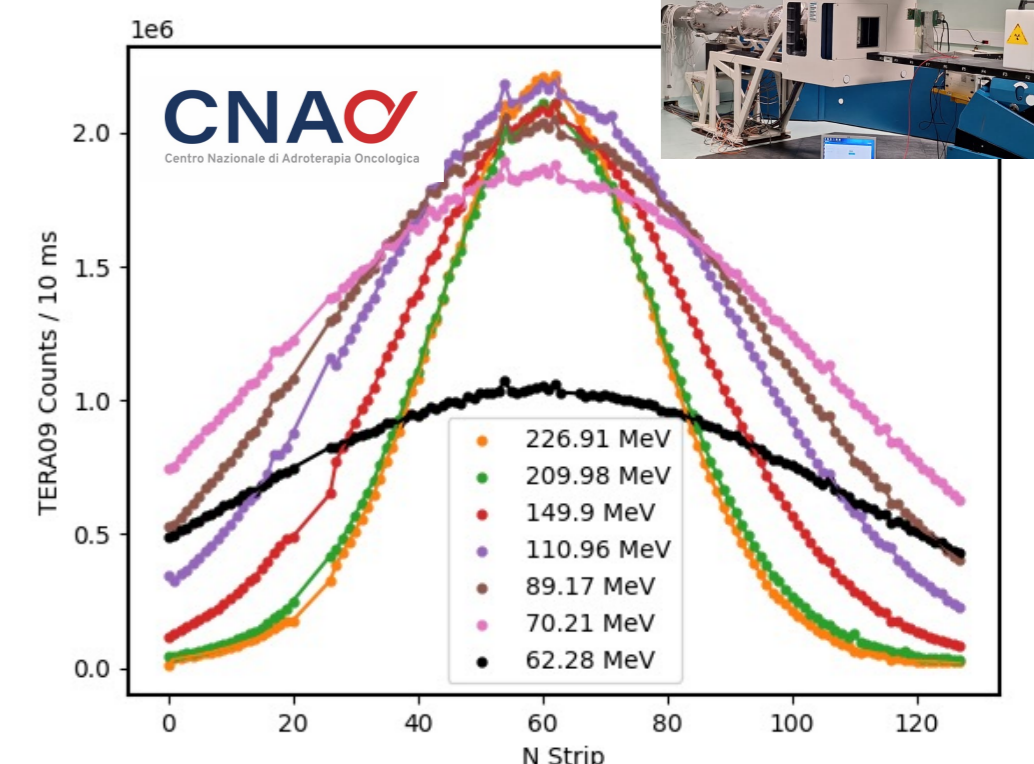 1e6
CNAO
Centro Nazionale di Adroterapia Oncologica
TERA09 Counts / 10 ms
2.0
1.5
1.0
0.5
0.0
226.91 MeV
209.98 MeV
149.9 MeV
110.96 MeV
89.17 MeV
70.21 MeV
62.28 MeV
0 20 40 60 80 100 120
N Strip